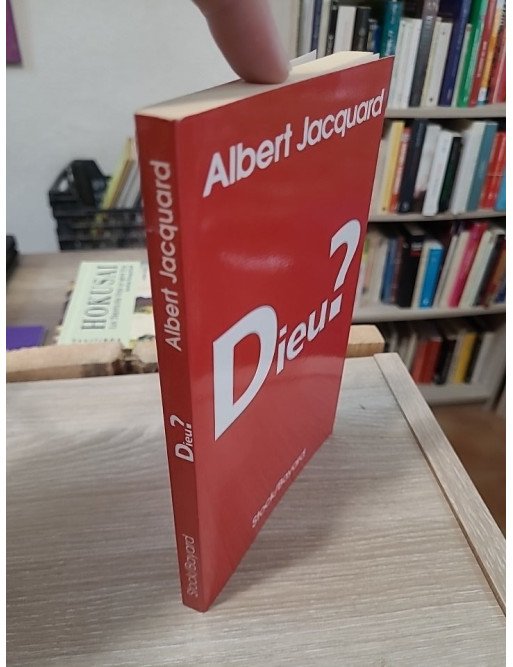 Albert Jacquard
Dieu?
Stock/Bayard
Albert Jacquard
Dieu?
Stock/Bayard
HOKUSAI